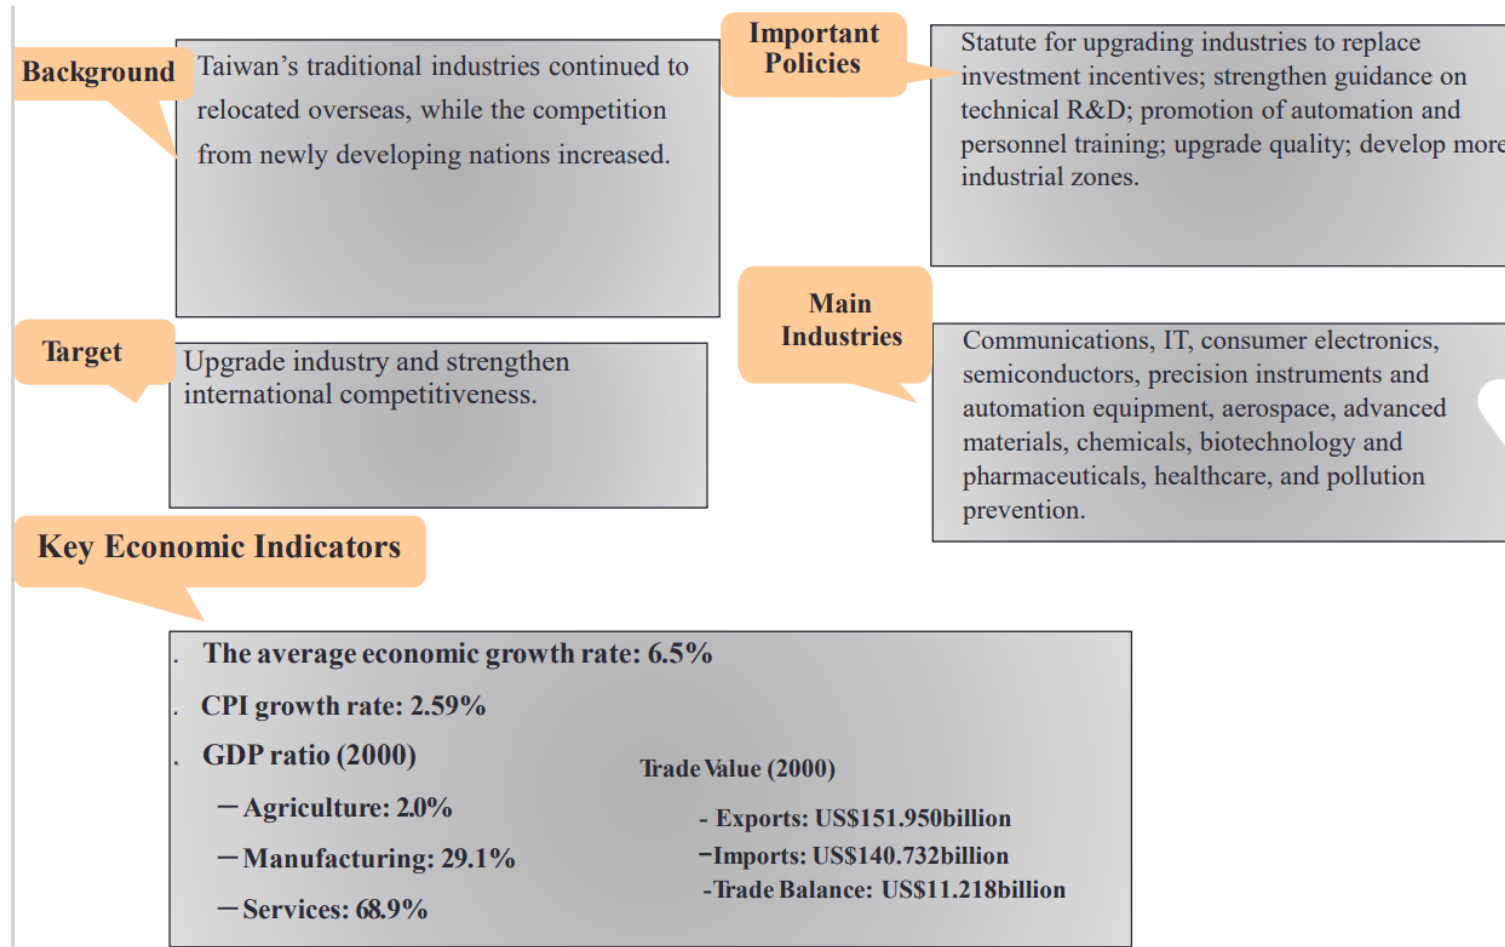 Background
Taiwan’s traditional industries continued to
relocated overseas, while the competition
from newly developing nations increased.
Important
Policies
Statute for upgrading industries to replace
investment incentives; strengthen guidance on
technical R&D; promotion of automation and
personnel training; upgrade quality; develop more
industrial zones.
Target
Upgrade industry and strengthen
international competitiveness.
Main
Industries
Communications, IT, consumer electronics,
semiconductors, precision instruments and
automation equipment, aerospace, advanced
materials, chemicals, biotechnology and
pharmaceuticals, healthcare, and pollution
prevention.
Key Economic Indicators
. The average economic growth rate: 6.5%
. CPI growth rate: 2.59%
. GDP ratio (2000)
－Agriculture: 2.0%
－Manufacturing: 29.1%
－Services: 68.9%
Trade Value (2000)
- Exports: US$151.950billion
–Imports: US$140.732billion
-Trade Balance: US$11.218billion